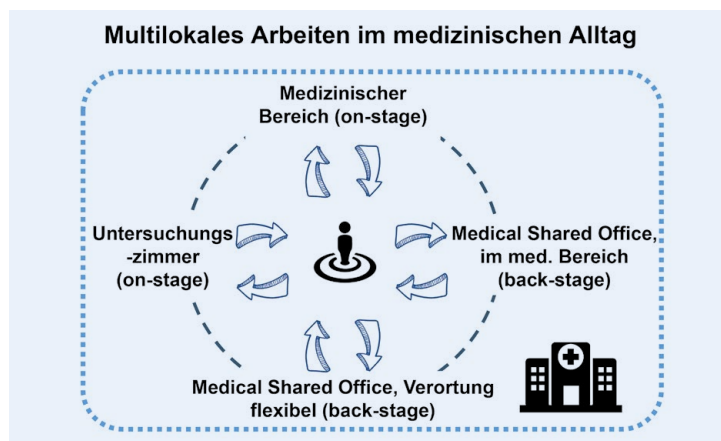 Multilokales Arbeiten im medizinischen Alltag
Medizinischer
Bereich (on-stage)
Untersuchungs
-zimmer
(on-stage)
Medical Shared Office,
im med. Bereich
(back-stage)
Medical Shared Office, Verortung
flexibel (back-stage)